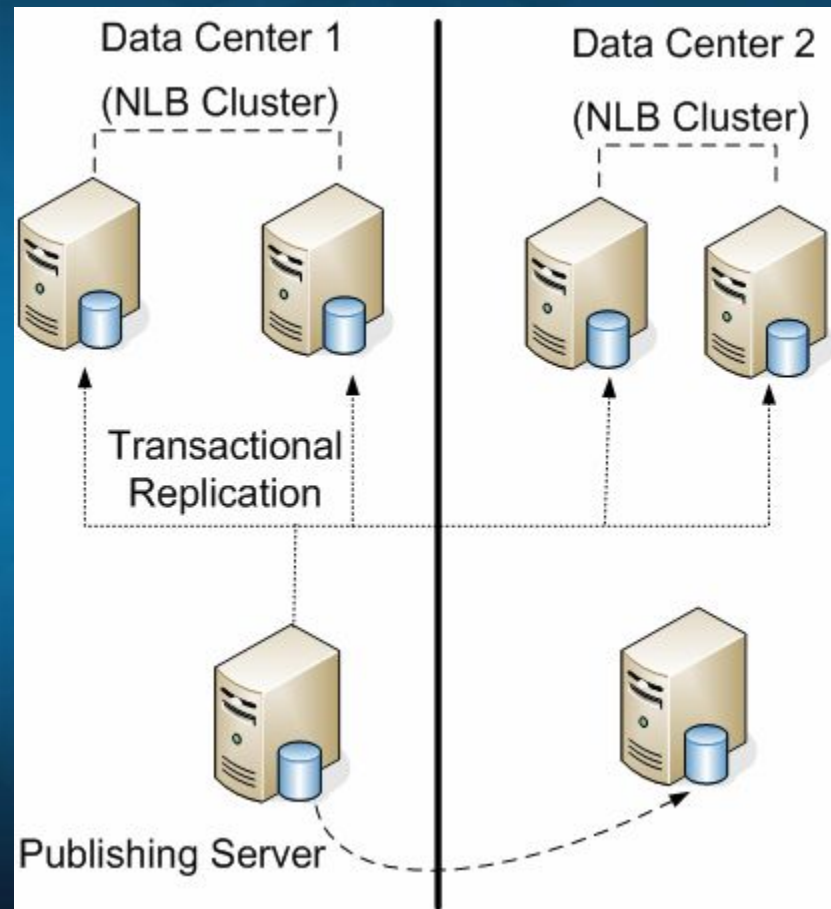 Data Center 1
(NLB Cluster)
Data Center 2
(NLB Cluster)
Transactional
Replication
Publishing Server